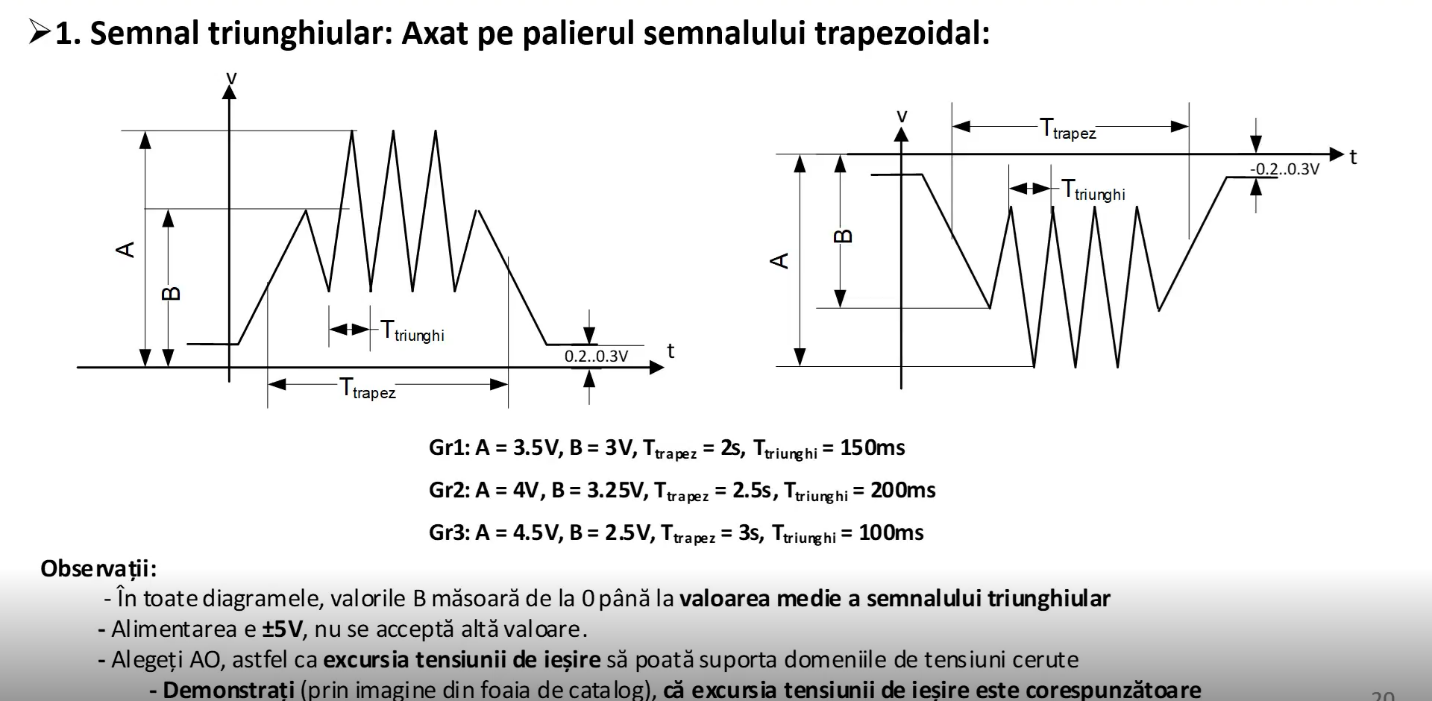 ➢1. Semnal triunghiular: Axat pe palierul semnalului trapezoidal:
v
A
B
Ttriunghi
0.2..0.3V
t
Ttrapez
v
Ttrapez
t
-0.2..0.3V
Ttriunghi
B
A
Gr1: A = 3.5V, B = 3V, Ttrapez = 2s, Ttriunghi = 150ms
Gr2: A = 4V, B = 3.25V, Ttrapez = 2.5s, Ttriunghi = 200ms
Gr3: A = 4.5V, B = 2.5V, Ttrapez = 3s, Ttriunghi = 100ms
Observații:
- În toate diagramele, valorile B măsoară de la 0 până la valoarea medie a semnalului triunghiular
- Alimentarea e ±5V, nu se acceptă altă valoare.
- Alegeți AO, astfel ca excursia tensiunii de ieșire să poată suporta domeniile de tensiuni cerute
- Demonstrați (prin imagine din foaia de catalog), că excursia tensiunii de ieșire este corespunzătoare
20